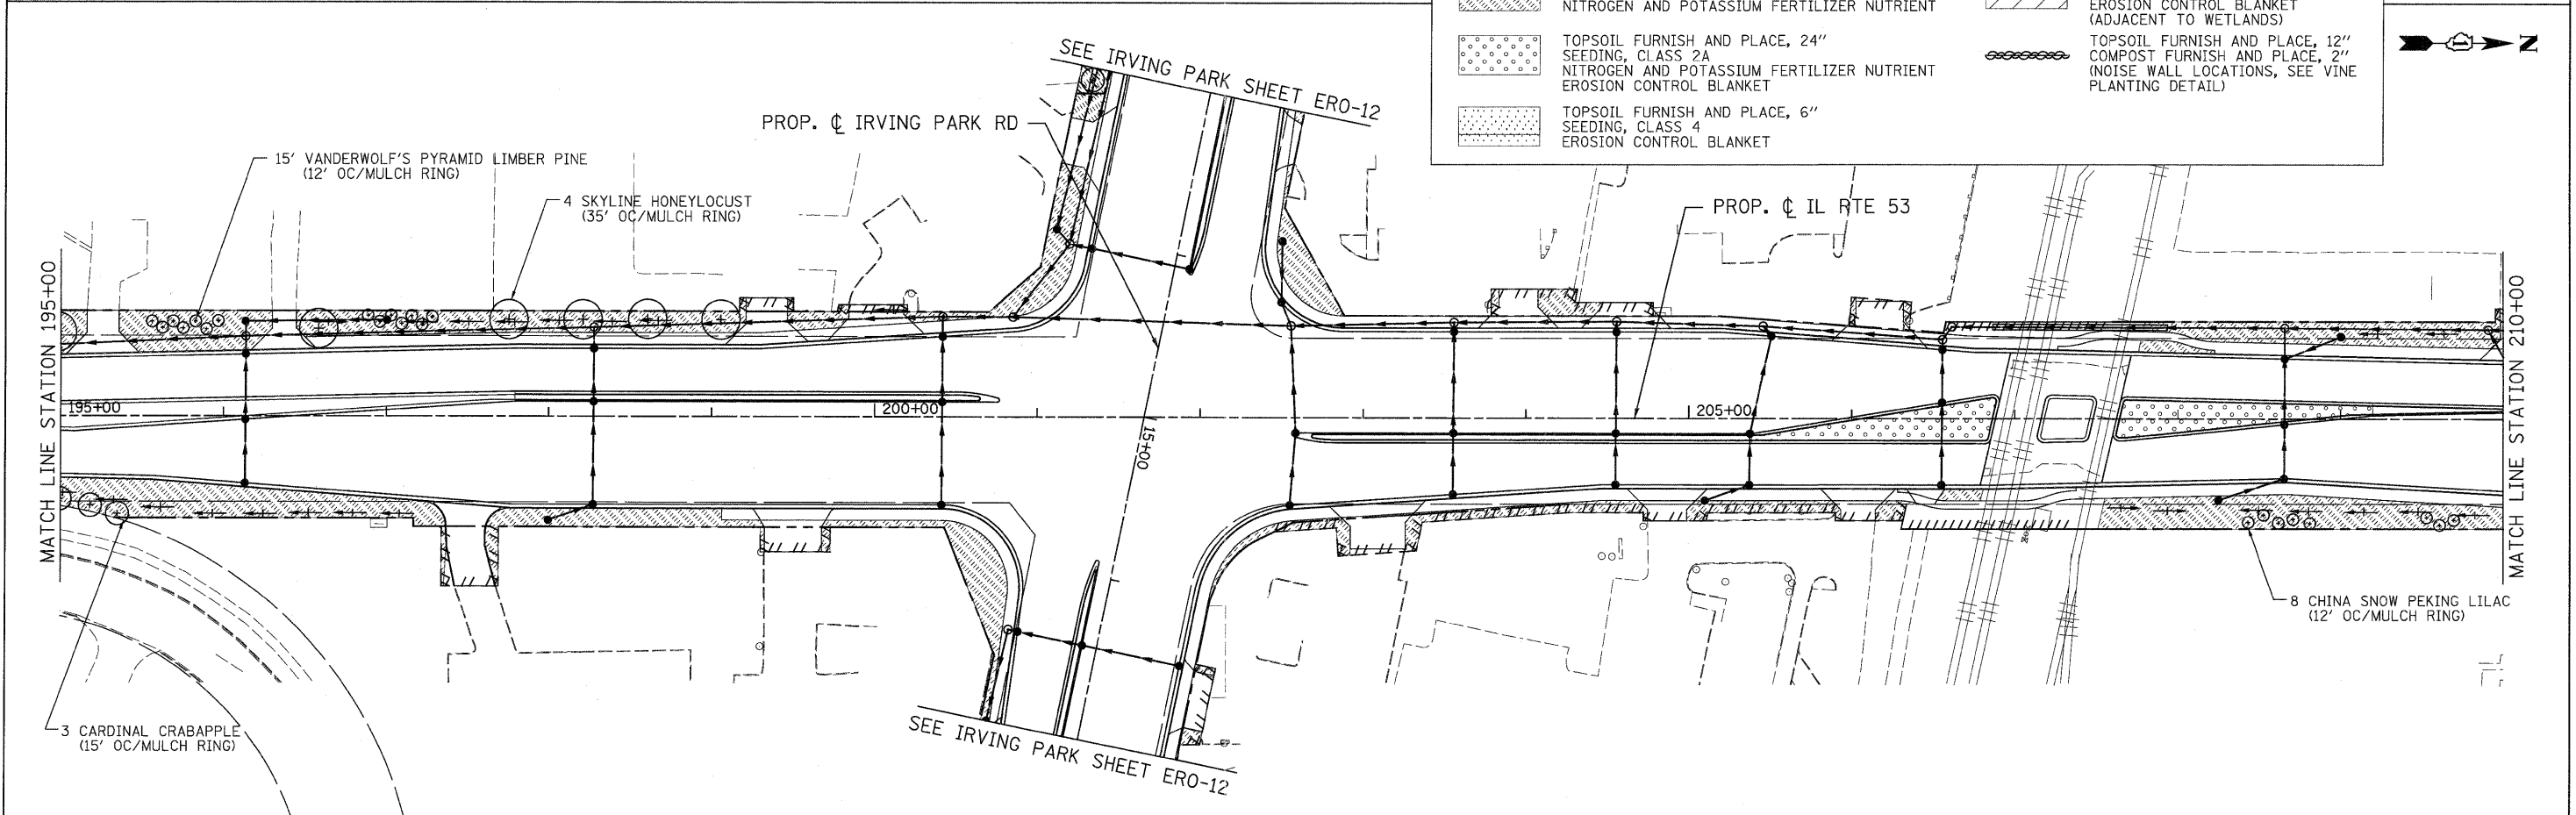 NITROGEN AND POTASSIUM FERTILIZER NUTRIENT
EROSION CONTROL BLANKET
(ADJACENT TO WETLANDS)
TOPSOIL FURNISH AND PLACE, 24"
SEEDING, CLASS 2A
NITROGEN AND POTASSIUM FERTILIZER NUTRIENT
EROSION CONTROL BLANKET
TOPSOIL FURNISH AND PLACE, 12"
COMPOST FURNISH AND PLACE, 2"
(NOISE WALL LOCATIONS, SEE VINE
PLANTING DETAIL)
TOPSOIL FURNISH AND PLACE, 6"
SEEDING, CLASS 4
EROSION CONTROL BLANKET
N
SEE IRVING PARK SHEET ERO-12
PROP. ℄ IRVING PARK RD
15' VANDERWOLF'S PYRAMID LIMBER PINE
(12' OC/MULCH RING)
4 SKYLINE HONEYLOCUST
(35' OC/MULCH RING)
PROP. ℄ IL RTE 53
MATCH LINE STATION 195+00
195+00
200+00
15+00
205+00
MATCH LINE STATION 210+00
8 CHINA SNOW PEKING LILAC
(12' OC/MULCH RING)
3 CARDINAL CRABAPPLE
(15' OC/MULCH RING)
SEE IRVING PARK SHEET ERO-12